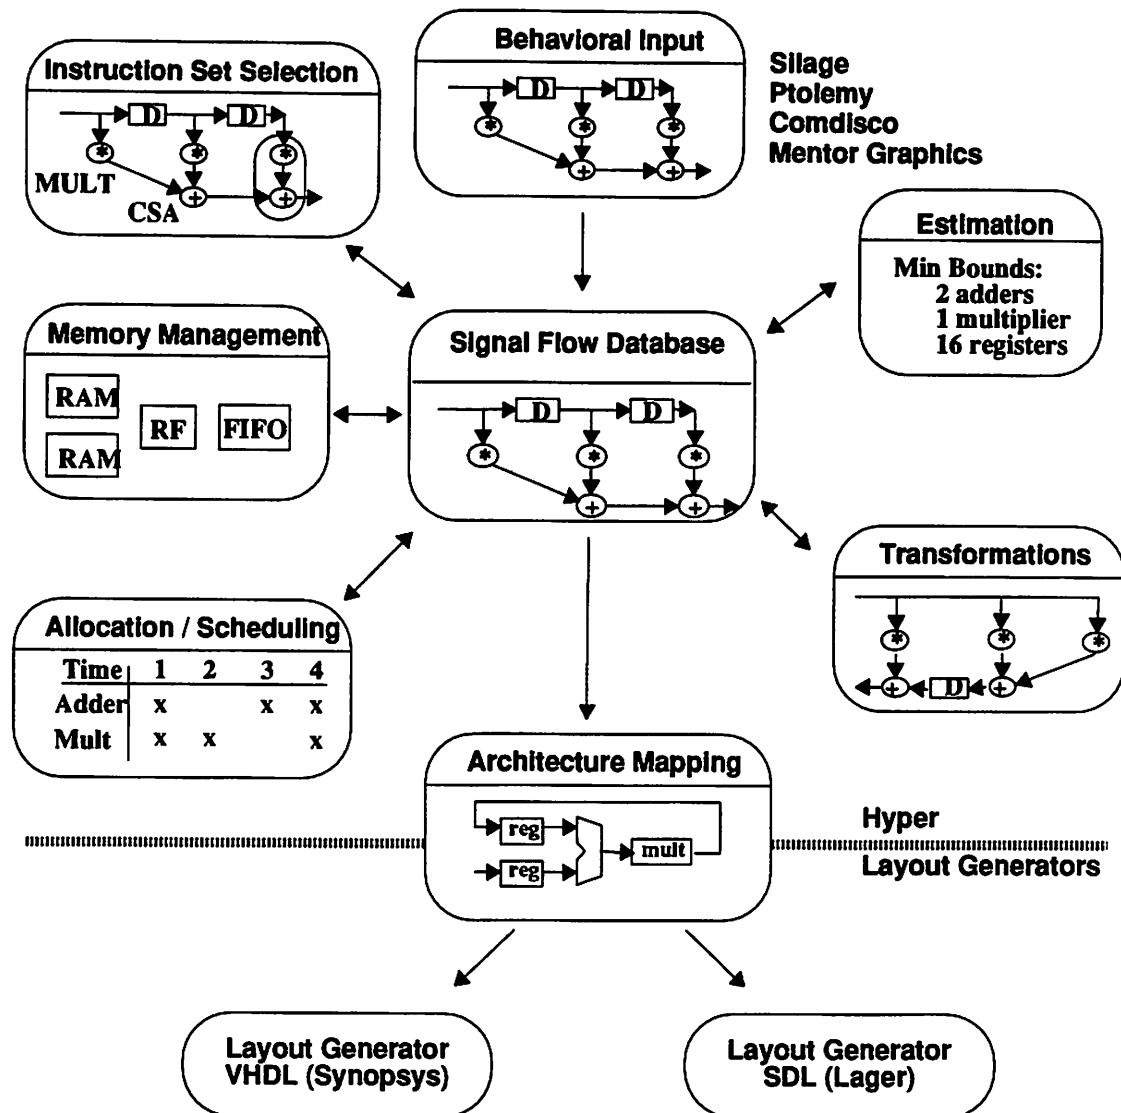 Behavioral Input
D D
* * *
+ +
Silage
Ptolemy
Comdisco
Mentor Graphics
Instruction Set Selection
D D
* * *
MULT
CSA
+ +
Estimation
Min Bounds:
2 adders
1 multiplier
16 registers
Memory Management
RAM
RF FIFO
RAM
Signal Flow Database
D D
* * *
+ +
Transformations
* * *
+ D +
Allocation / Scheduling
Time 1 2 3 4
Adder x x x
Mult x x x
Architecture Mapping
reg
mult
reg
Hyper
Layout Generators
Layout Generator
VHDL (Synopsys)
Layout Generator
SDL (Lager)